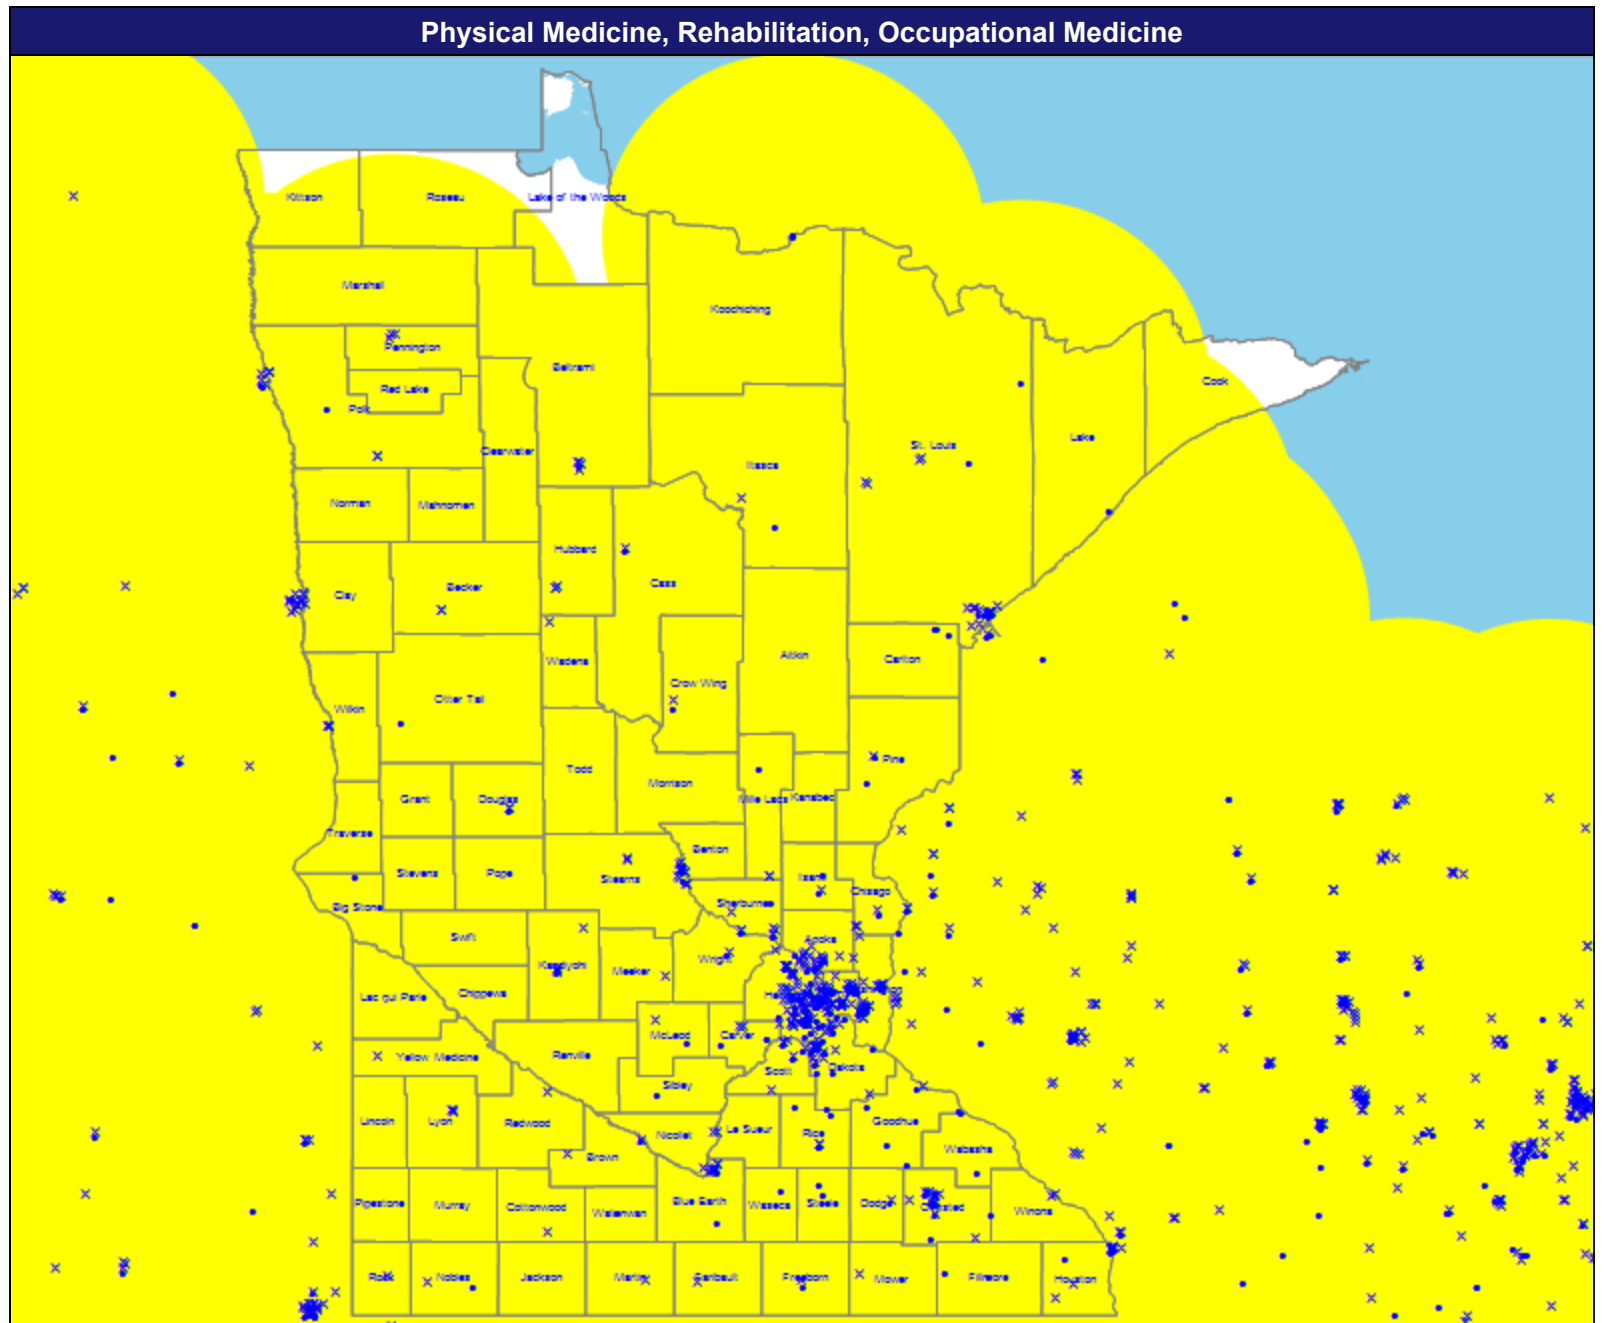 Physical Medicine, Rehabilitation, Occupational Medicine
Kittson
Roseau
Lake of the Woods
Marshall
Koochiching
Pennington
Beltrami
Red Lake
Cook
Polk
Lake
St. Louis
Clearwater
Itasca
Norman
Mahnomen
Hubbard
Cass
Becker
Clay
Aitkin
Carlton
Wadena
Crow Wing
Otter Tail
Wilkin
Pine
Todd
Morrison
Grant
Douglas
Mille Lacs
Kanabec
Traverse
Benton
Stevens
Pope
Stearns
Isanti
Chisago
Big Stone
Sherburne
Swift
Anoka
Kandiyohi
Meeker
Wright
Lac qui Parle
Chippewa
He
McLeod
Carver
Yellow Medicine
Renville
Scott
Dakota
Sibley
Lincoln
Lyon
Redwood
Nicollet
Le Sueur
Rice
Goodhue
Brown
Wabasha
Pipestone
Murray
Cottonwood
Watonwan
Blue Earth
Waseca
Steele
Dodge
Olmsted
Winona
Rock
Nobles
Jackson
Martin
Faribault
Freeborn
Mower
Fillmore
Houston